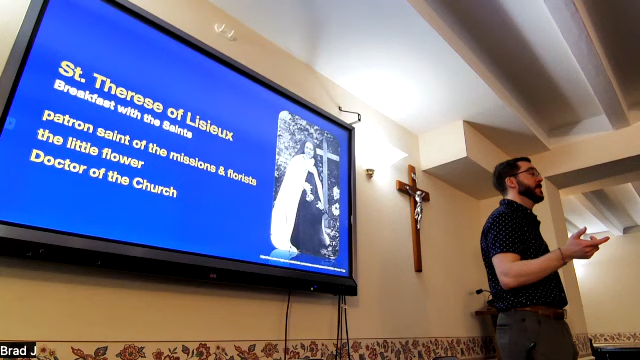 St. Therese of Lisieux
Breakfast with the Saints
patron saint of the missions & florists
the little flower
Doctor of the Church
Brad J